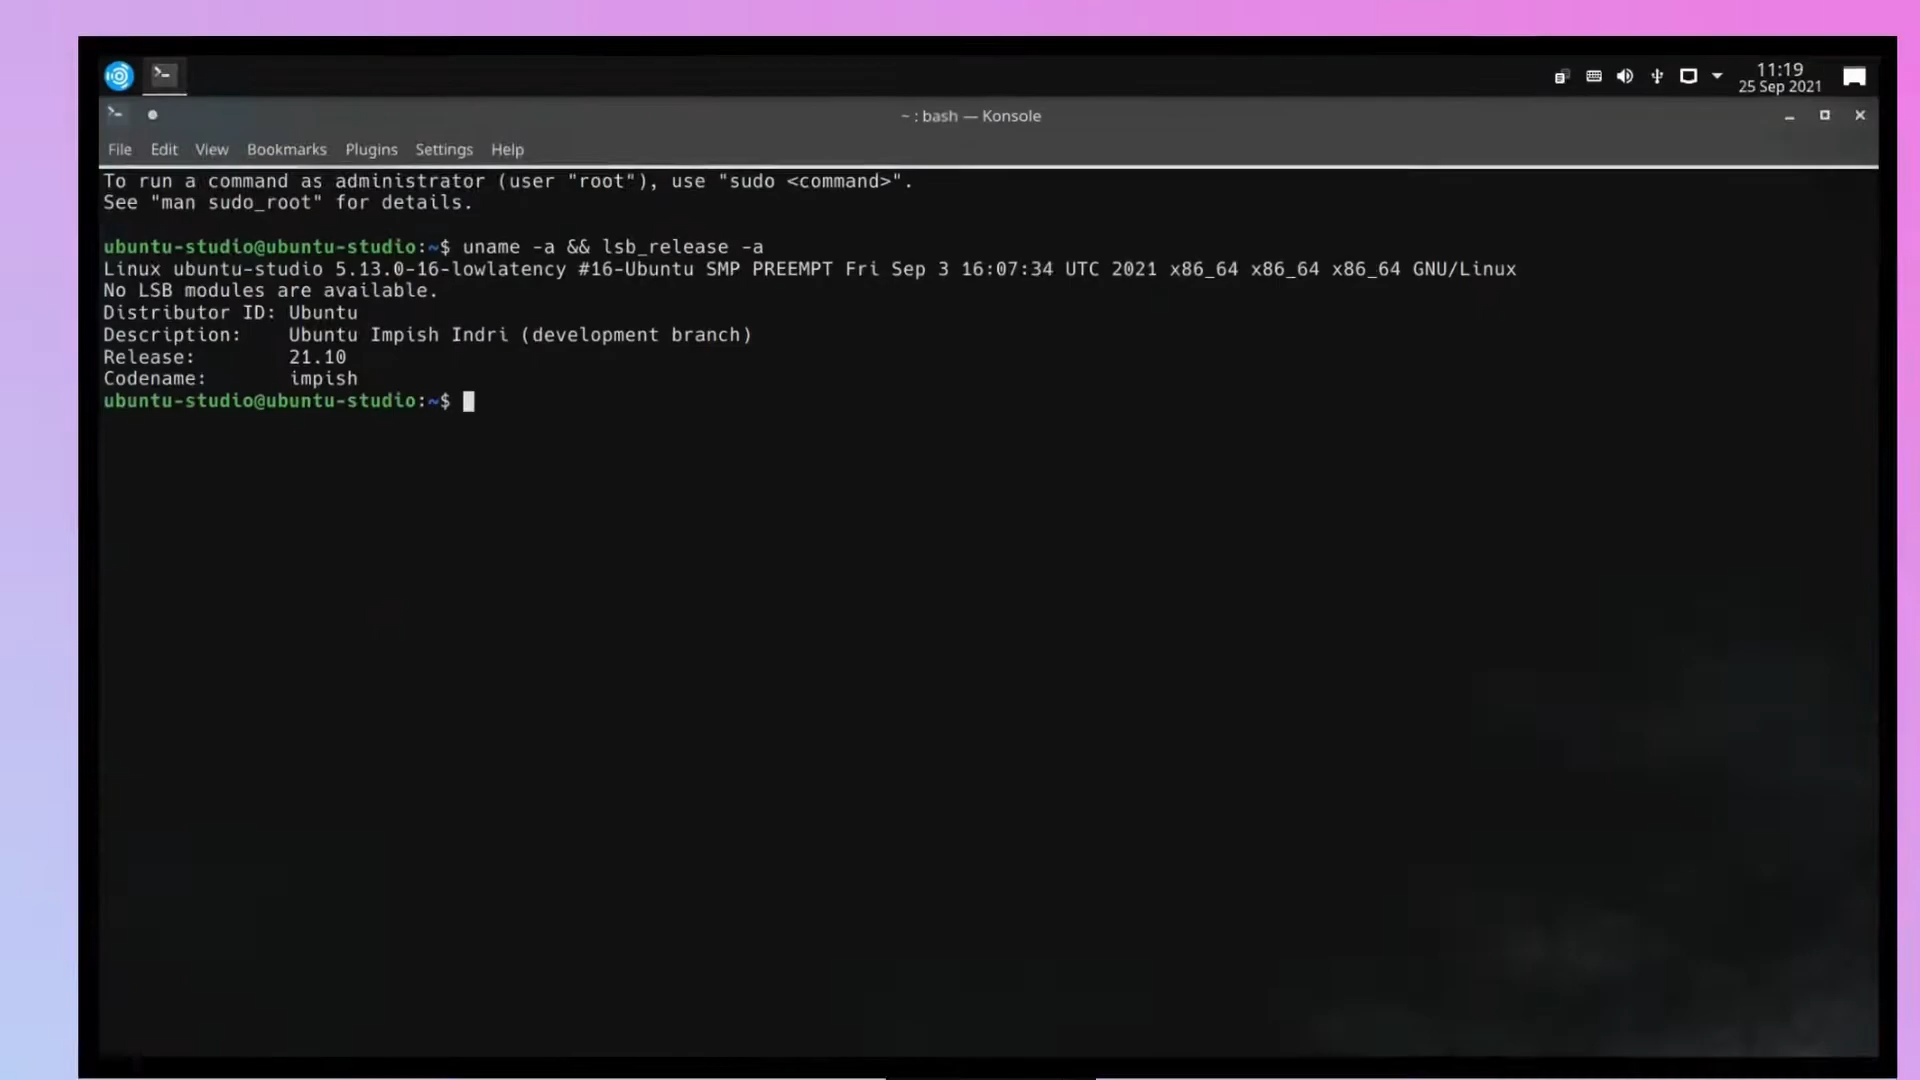 11:19
25 Sep 2021
~ : bash — Konsole
File Edit View Bookmarks Plugins Settings Help
To run a command as administrator (user "root"), use "sudo <command>".
See "man sudo_root" for details.
ubuntu-studio@ubuntu-studio:~$ uname -a && lsb_release -a
Linux ubuntu-studio 5.13.0-16-lowlatency #16-Ubuntu SMP PREEMPT Fri Sep 3 16:07:34 UTC 2021 x86_64 x86_64 x86_64 GNU/Linux
No LSB modules are available.
Distributor ID: Ubuntu
Description:    Ubuntu Impish Indri (development branch)
Release:        21.10
Codename:       impish
ubuntu-studio@ubuntu-studio:~$